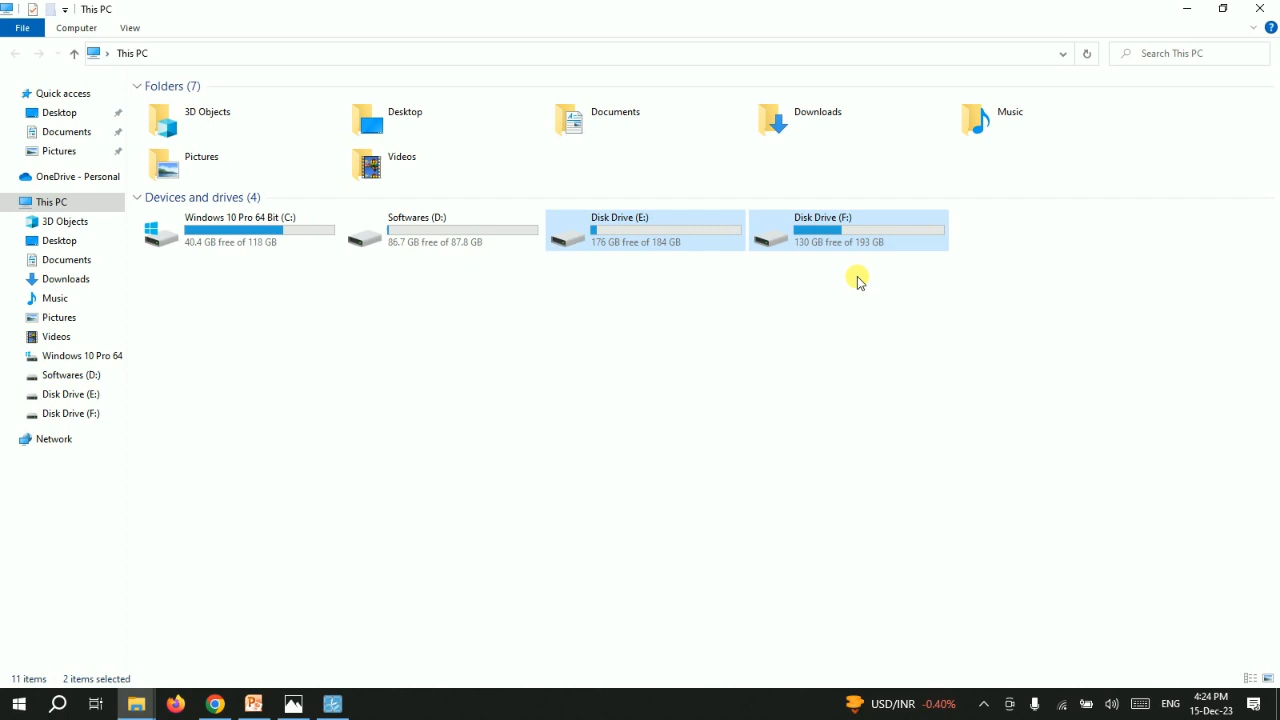 This PC
File
Computer
View
This PC
Search This PC
Quick access
Desktop
Documents
Pictures
OneDrive - Personal
This PC
3D Objects
Desktop
Documents
Downloads
Music
Pictures
Videos
Windows 10 Pro 64
Softwares (D:)
Disk Drive (E:)
Disk Drive (F:)
Network
Folders (7)
3D Objects
Desktop
Documents
Downloads
Music
Pictures
Videos
Devices and drives (4)
Windows 10 Pro 64 Bit (C:)
40.4 GB free of 118 GB
Softwares (D:)
86.7 GB free of 87.8 GB
Disk Drive (E:)
176 GB free of 184 GB
Disk Drive (F:)
130 GB free of 193 GB
11 items
2 items selected
USD/INR -0.40%
ENG
4:24 PM
15-Dec-23